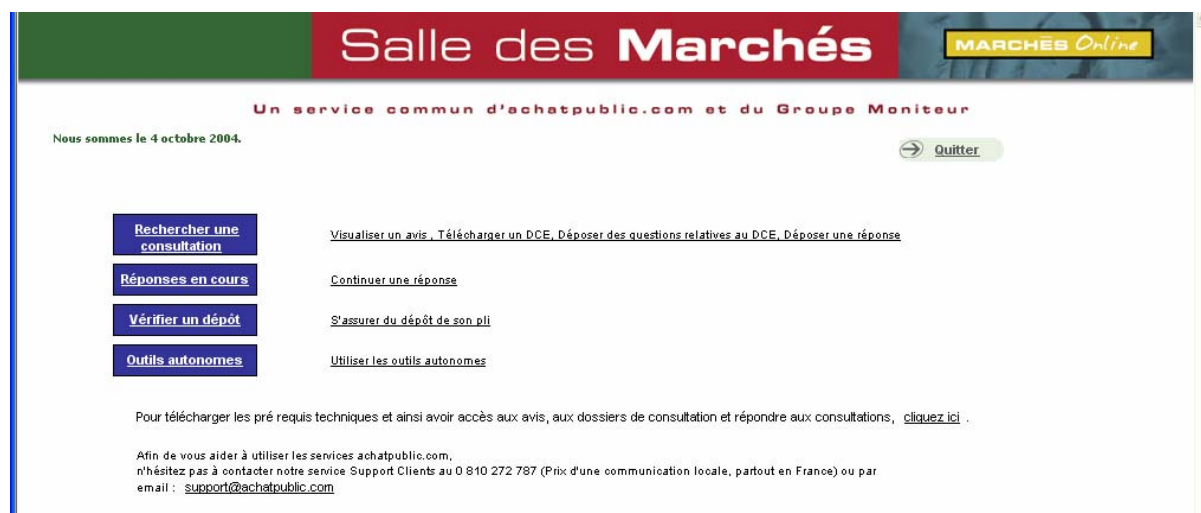 Salle des Marchés
MARCHĒS Online
Un service commun d'achatpublic.com et du Groupe Moniteur
Nous sommes le 4 octobre 2004.
Quitter
Rechercher une
consultation
Visualiser un avis , Télécharger un DCE, Déposer des questions relatives au DCE, Déposer une réponse
Réponses en cours
Continuer une réponse
Vérifier un dépôt
S'assurer du dépôt de son pli
Outils autonomes
Utiliser les outils autonomes
Pour télécharger les pré requis techniques et ainsi avoir accès aux avis, aux dossiers de consultation et répondre aux consultations, cliquez ici .
Afin de vous aider à utiliser les services achatpublic.com,
n'hésitez pas à contacter notre service Support Clients au 0 810 272 787 (Prix d'une communication locale, partout en France) ou par
email : support@achatpublic.com